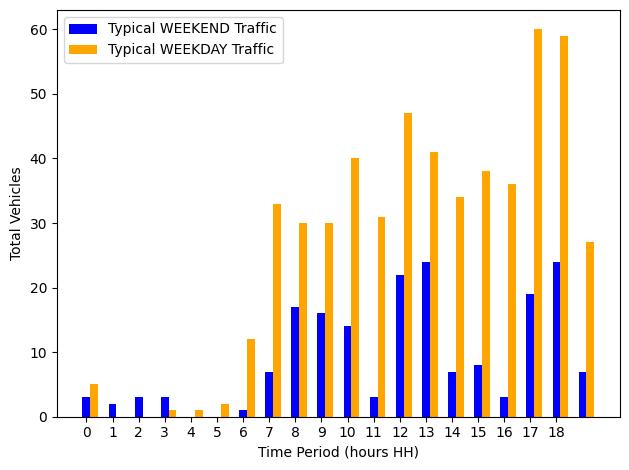 Typical WEEKEND Traffic
Typical WEEKDAY Traffic
60
50
40
30
20
10
0
Total Vehicles
0 1 2 3 4 5 6 7 8 9 10 11 12 13 14 15 16 17 18
Time Period (hours HH)